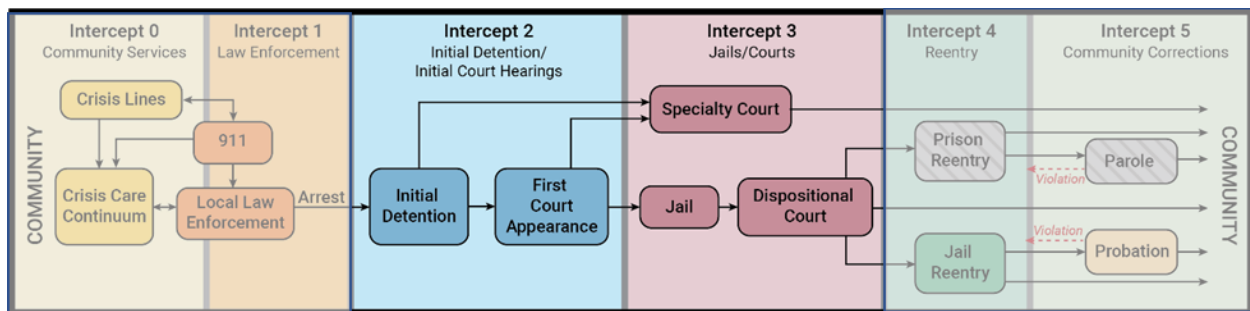 Intercept 0
Community Services
Intercept 1
Law Enforcement
Intercept 2
Initial Detention/
Initial Court Hearings
Intercept 3
Jails/Courts
Intercept 4
Reentry
Intercept 5
Community Corrections
COMMUNITY
Crisis Lines
911
Crisis Care
Continuum
Local Law
Enforcement
Arrest
Initial
Detention
First
Court
Appearance
Specialty Court
Jail
Dispositional
Court
Prison
Reentry
Violation
Parole
Jail
Reentry
Violation
Probation
COMMUNITY